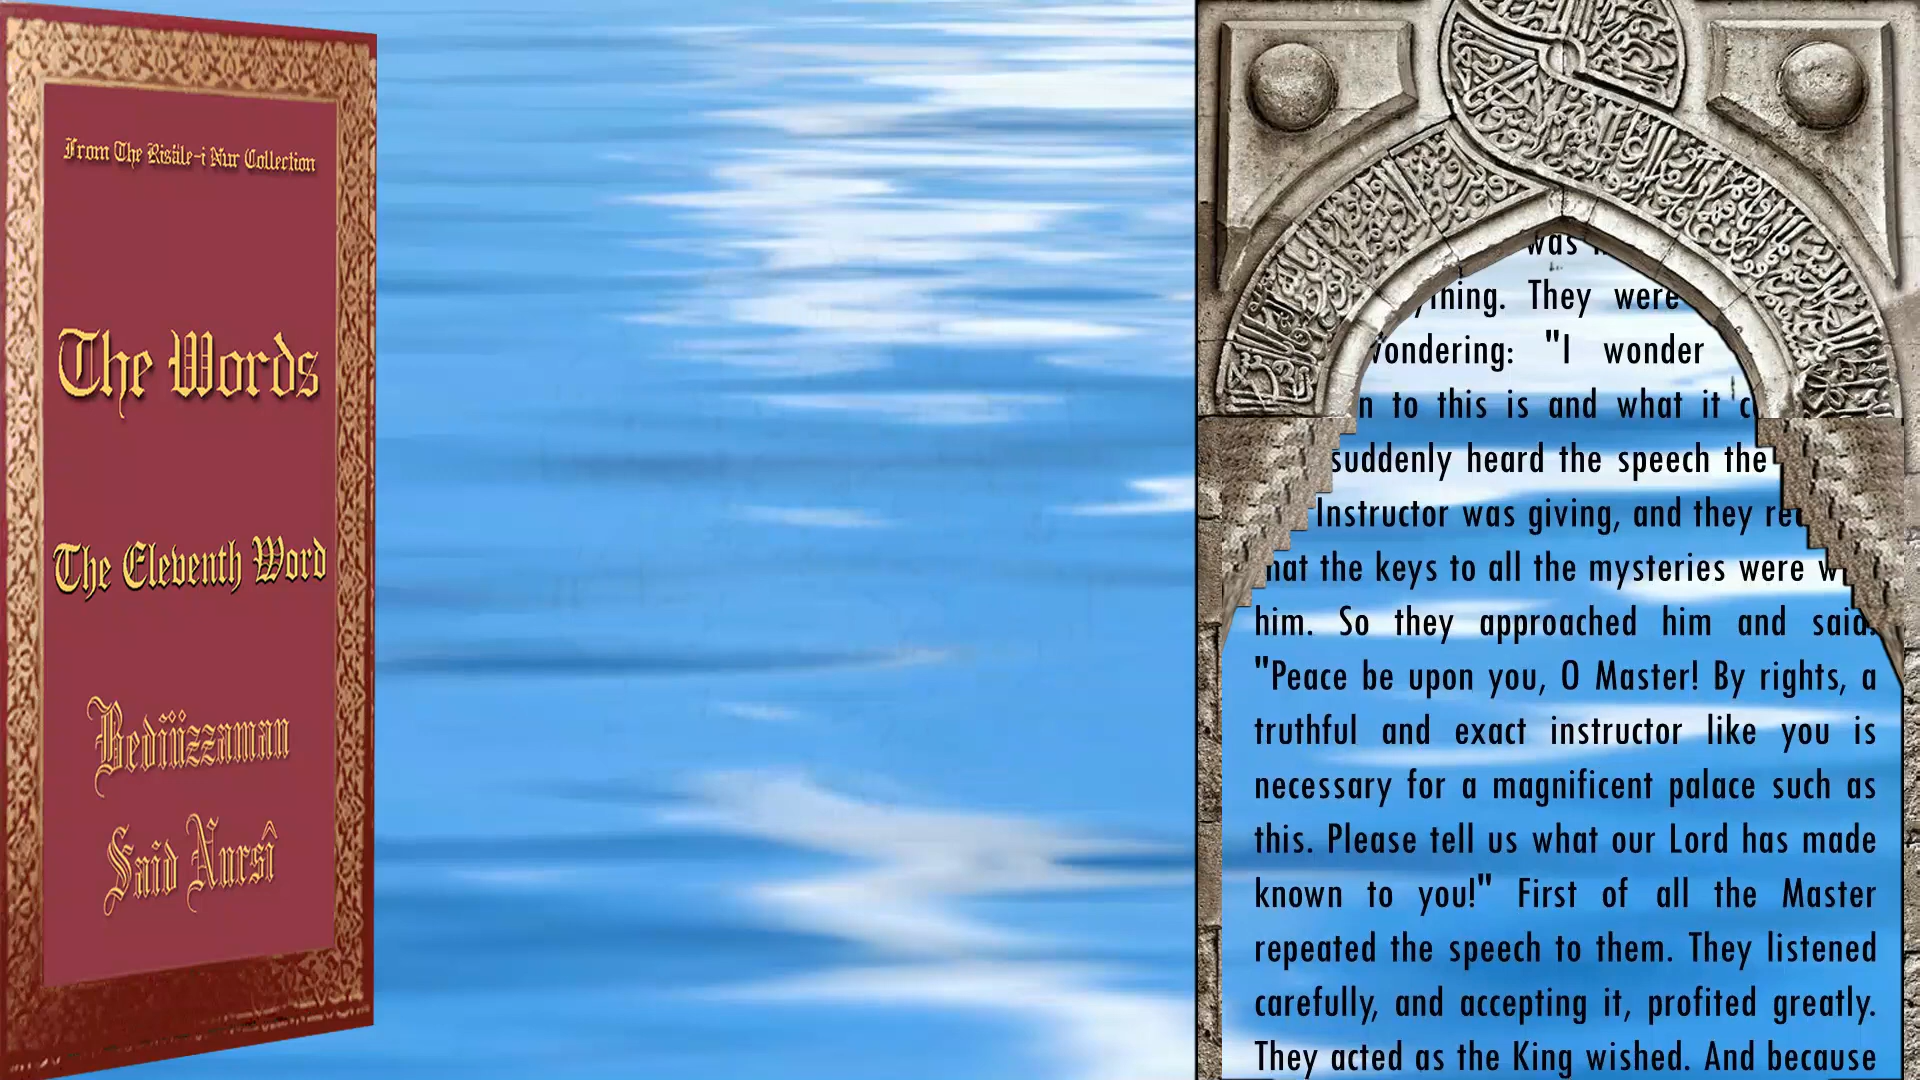 From The Risäle-i Nur Collection
The Words
The Eleventh Word
Bediüzzaman
Said Nursî
was
They were
wondering: "I wonder
to this is and what it
suddenly heard the speech the
Instructor was giving, and they
that the keys to all the mysteries were
him. So they approached him and said:
"Peace be upon you, O Master! By rights, a
truthful and exact instructor like you is
necessary for a magnificent palace such as
this. Please tell us what our Lord has made
known to you!" First of all the Master
repeated the speech to them. They listened
carefully, and accepting it, profited greatly.
They acted as the King wished. And because